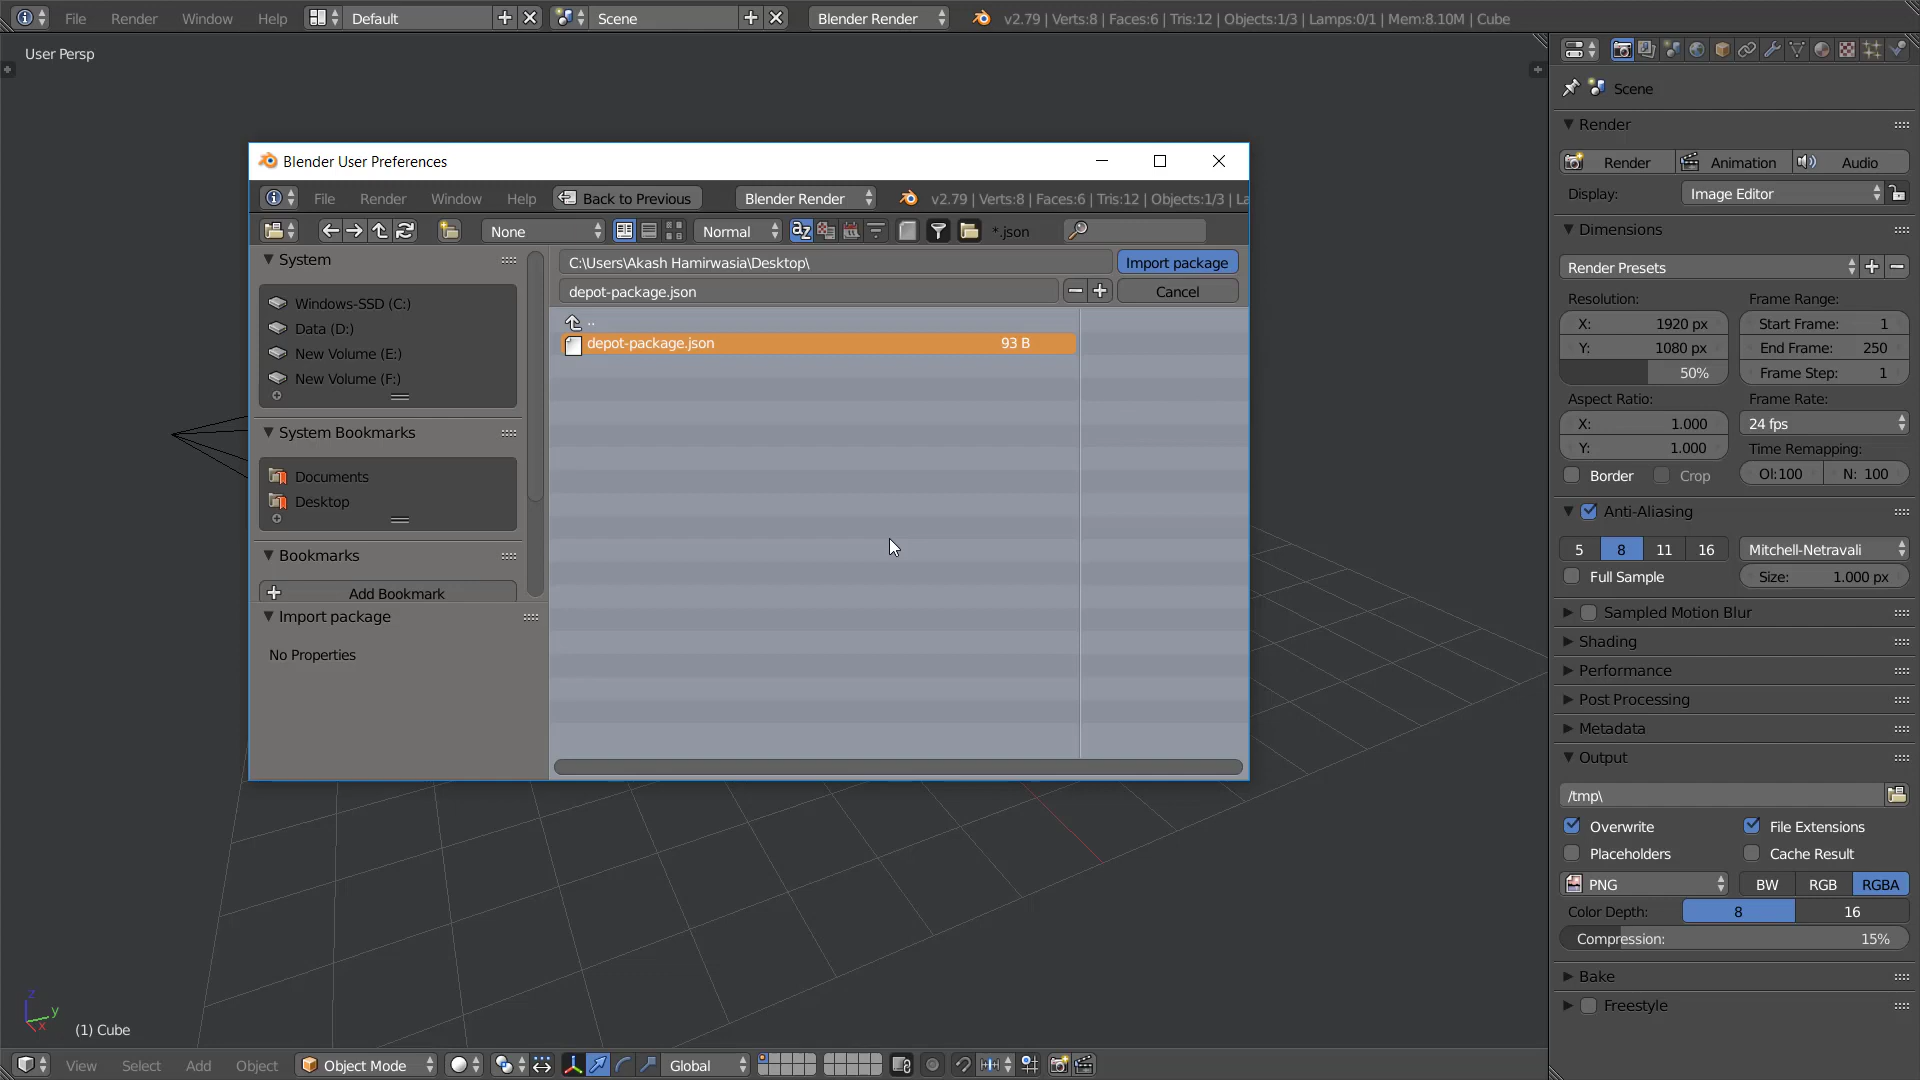 File Render Window Help Default Scene Blender Render v2.79 | Verts:8 | Faces:6 | Tris:12 | Objects:1/3 | Lamps:0/1 | Mem:8.10M | Cube
User Persp
Blender User Preferences
File Render Window Help Back to Previous Blender Render v2.79 | Verts:8 | Faces:6 | Tris:12 | Objects:1/3 | La
None Normal *.json
System
Windows-SSD (C:)
Data (D:)
New Volume (E:)
New Volume (F:)
System Bookmarks
Documents
Desktop
Bookmarks
Add Bookmark
Import package
No Properties
C:\Users\Akash Hamirwasia\Desktop\ Import package
depot-package.json Cancel
..
depot-package.json 93 B
Scene
Render
Render Animation Audio
Display: Image Editor
Dimensions
Render Presets
Resolution: Frame Range:
X: 1920 px Start Frame: 1
Y: 1080 px End Frame: 250
50% Frame Step: 1
Aspect Ratio: Frame Rate:
X: 1.000 24 fps
Y: 1.000 Time Remapping:
Border Crop Ol:100 N: 100
Anti-Aliasing
5 8 11 16 Mitchell-Netravali
Full Sample Size: 1.000 px
Sampled Motion Blur
Shading
Performance
Post Processing
Metadata
Output
/tmp\
Overwrite File Extensions
Placeholders Cache Result
PNG BW RGB RGBA
Color Depth: 8 16
Compression: 15%
Bake
Freestyle
z
y
x
(1) Cube
View Select Add Object Object Mode Global